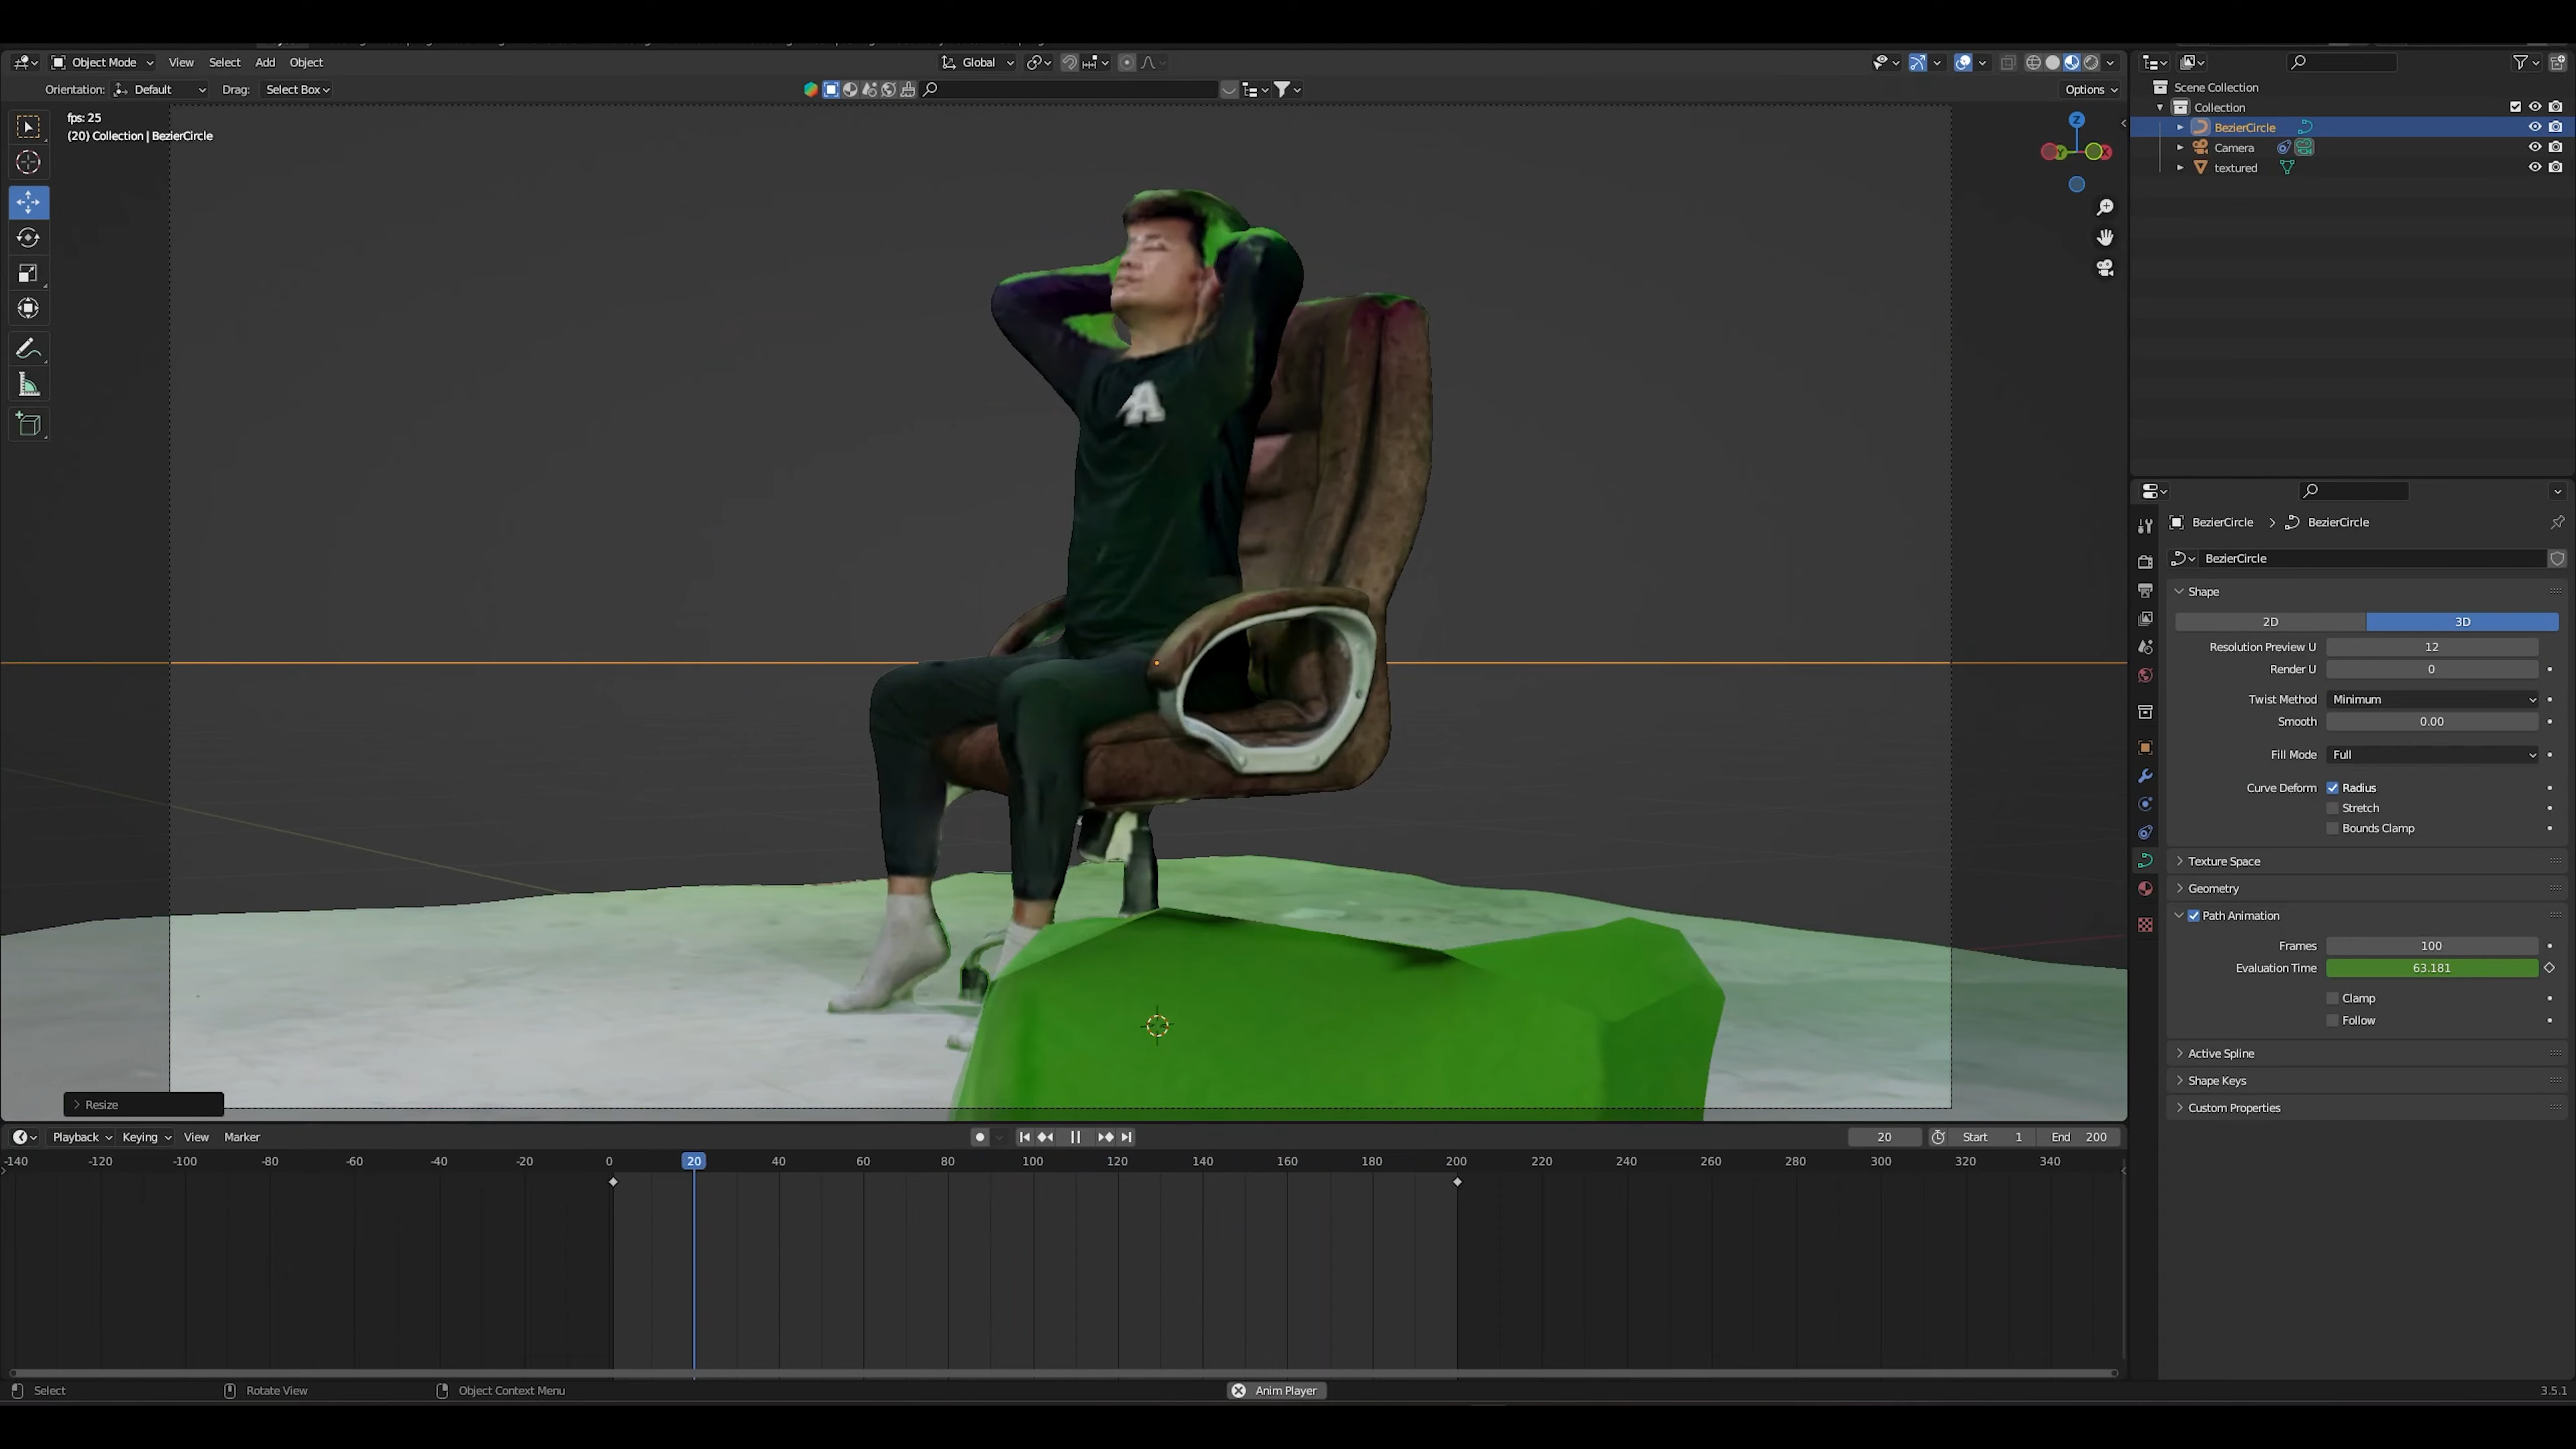 Object Mode View Select Add Object Global
Orientation: Default Drag: Select Box Options
fps: 25
(20) Collection | BezierCircle
Z
Y
X
A
Resize
Scene Collection
Collection
BezierCircle
Camera
textured
BezierCircle > BezierCircle
BezierCircle
Shape
2D 3D
Resolution Preview U 12
Render U 0
Twist Method Minimum
Smooth 0.00
Fill Mode Full
Curve Deform Radius
Stretch
Bounds Clamp
Texture Space
Geometry
Path Animation
Frames 100
Evaluation Time 63.181
Clamp
Follow
Active Spline
Shape Keys
Custom Properties
Playback Keying View Marker 20 Start 1 End 200
-140 -120 -100 -80 -60 -40 -20 0 20 40 60 80 100 120 140 160 180 200 220 240 260 280 300 320 340
Select Rotate View Object Context Menu Anim Player 3.5.1